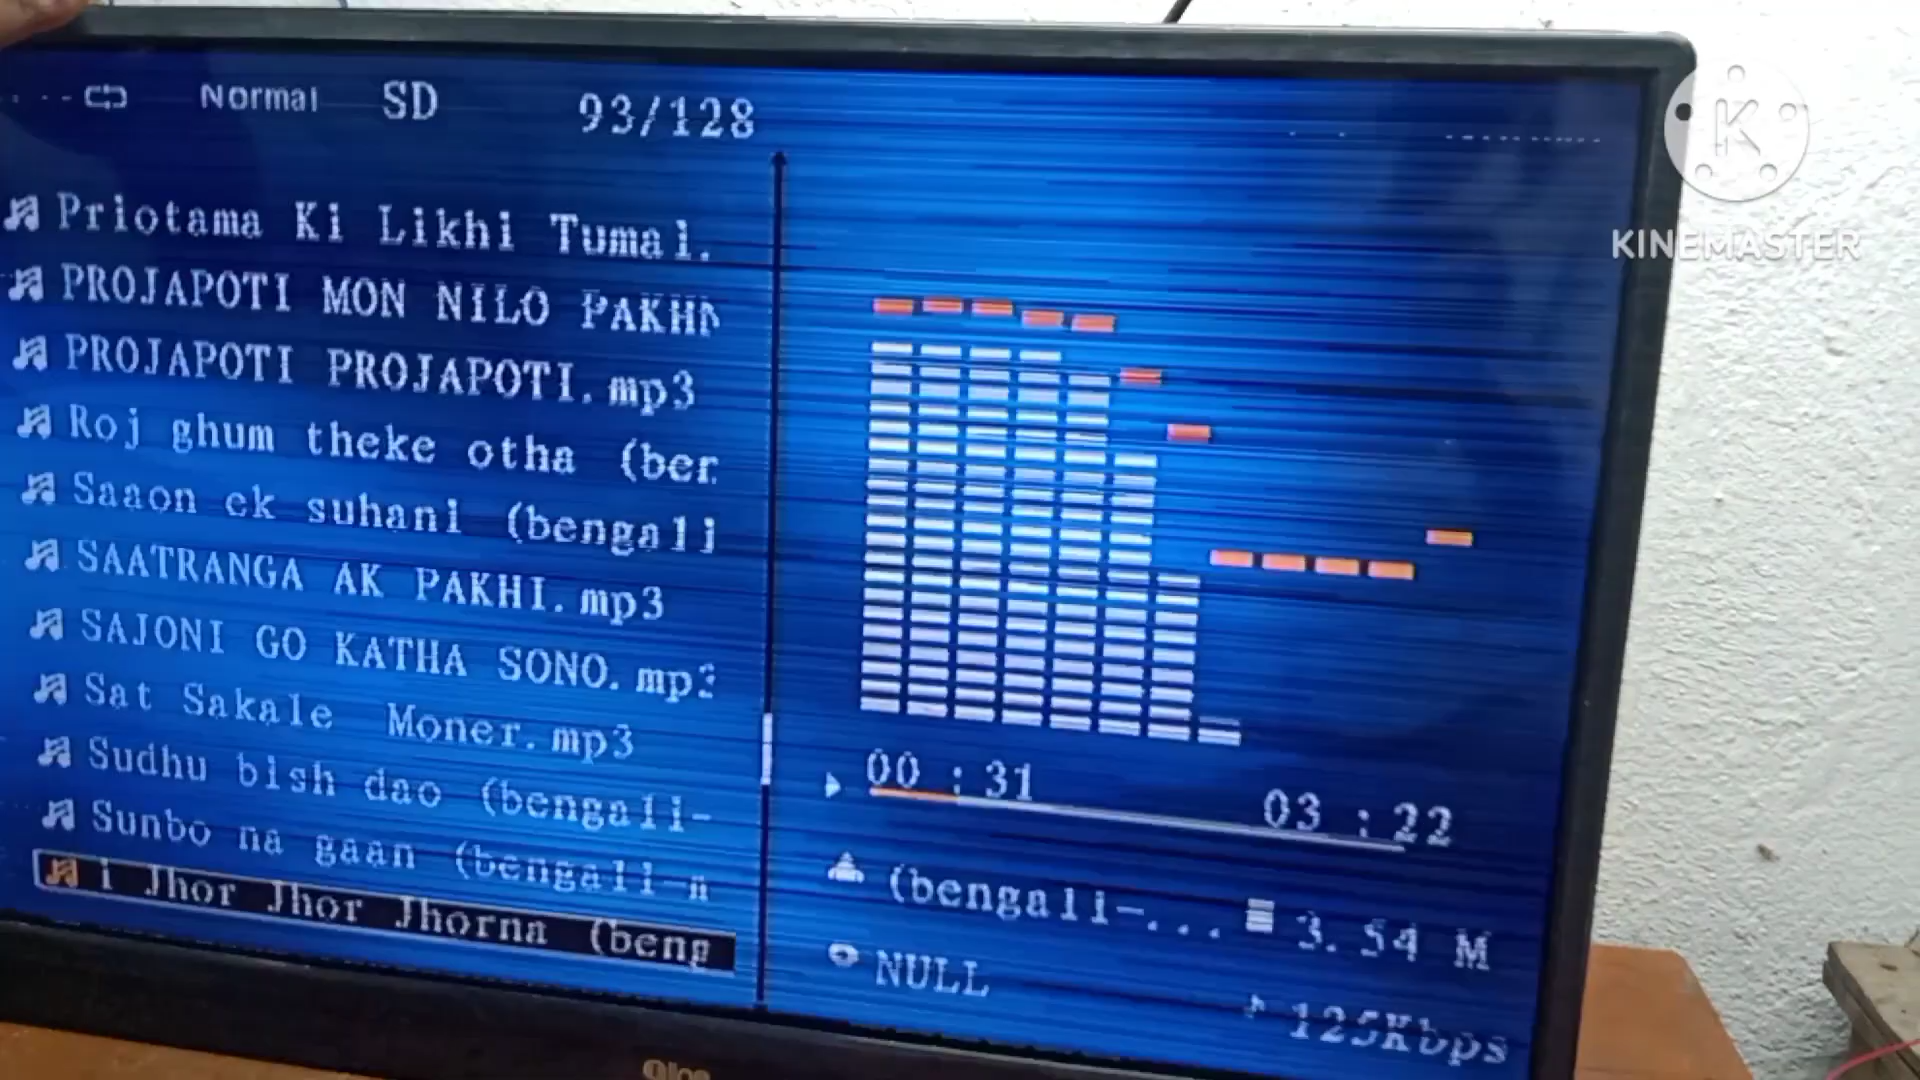 Normal SD 93/128
Priotama Ki Likhi Tumai.
PROJAPOTI MON NILO PAKHN
PROJAPOTI PROJAPOTI.mp3
Roj ghum theke otha (ben
Saaon ek suhani (bengali
SAATRANGA AK PAKHI.mp3
SAJONI GO KATHA SONO.mp3
Sat Sakale Moner.mp3
Sudhu bish dao (bengali-
Sunbo na gaan (bengali-n
i Jhor Jhor Jhorna (beng
00 :31
03 :22
(bengali-... 3.54 M
NULL
125Kbps
KINEMASTER